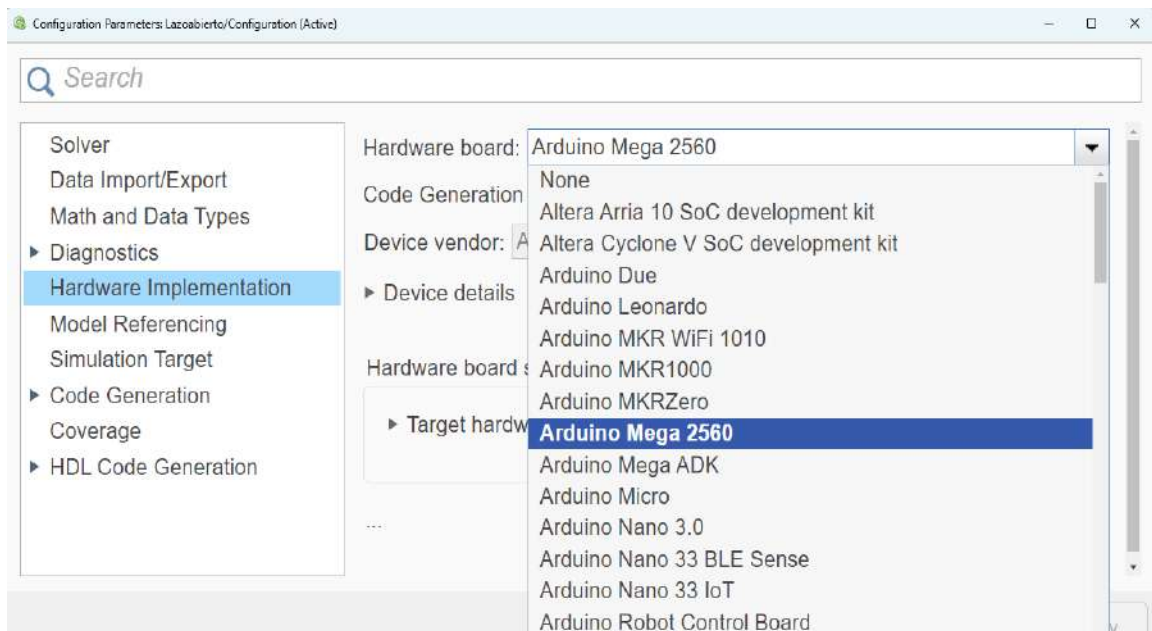 Configuration Parameters: Lazoabierto/Configuration (Active)
Search
Solver
Data Import/Export
Math and Data Types
Diagnostics
Hardware Implementation
Model Referencing
Simulation Target
Code Generation
Coverage
HDL Code Generation
Hardware board: Arduino Mega 2560
Code Generation
Device vendor: A
Device details
Hardware board s
Target hardw
...
None
Altera Arria 10 SoC development kit
Altera Cyclone V SoC development kit
Arduino Due
Arduino Leonardo
Arduino MKR WiFi 1010
Arduino MKR1000
Arduino MKRZero
Arduino Mega 2560
Arduino Mega ADK
Arduino Micro
Arduino Nano 3.0
Arduino Nano 33 BLE Sense
Arduino Nano 33 IoT
Arduino Robot Control Board